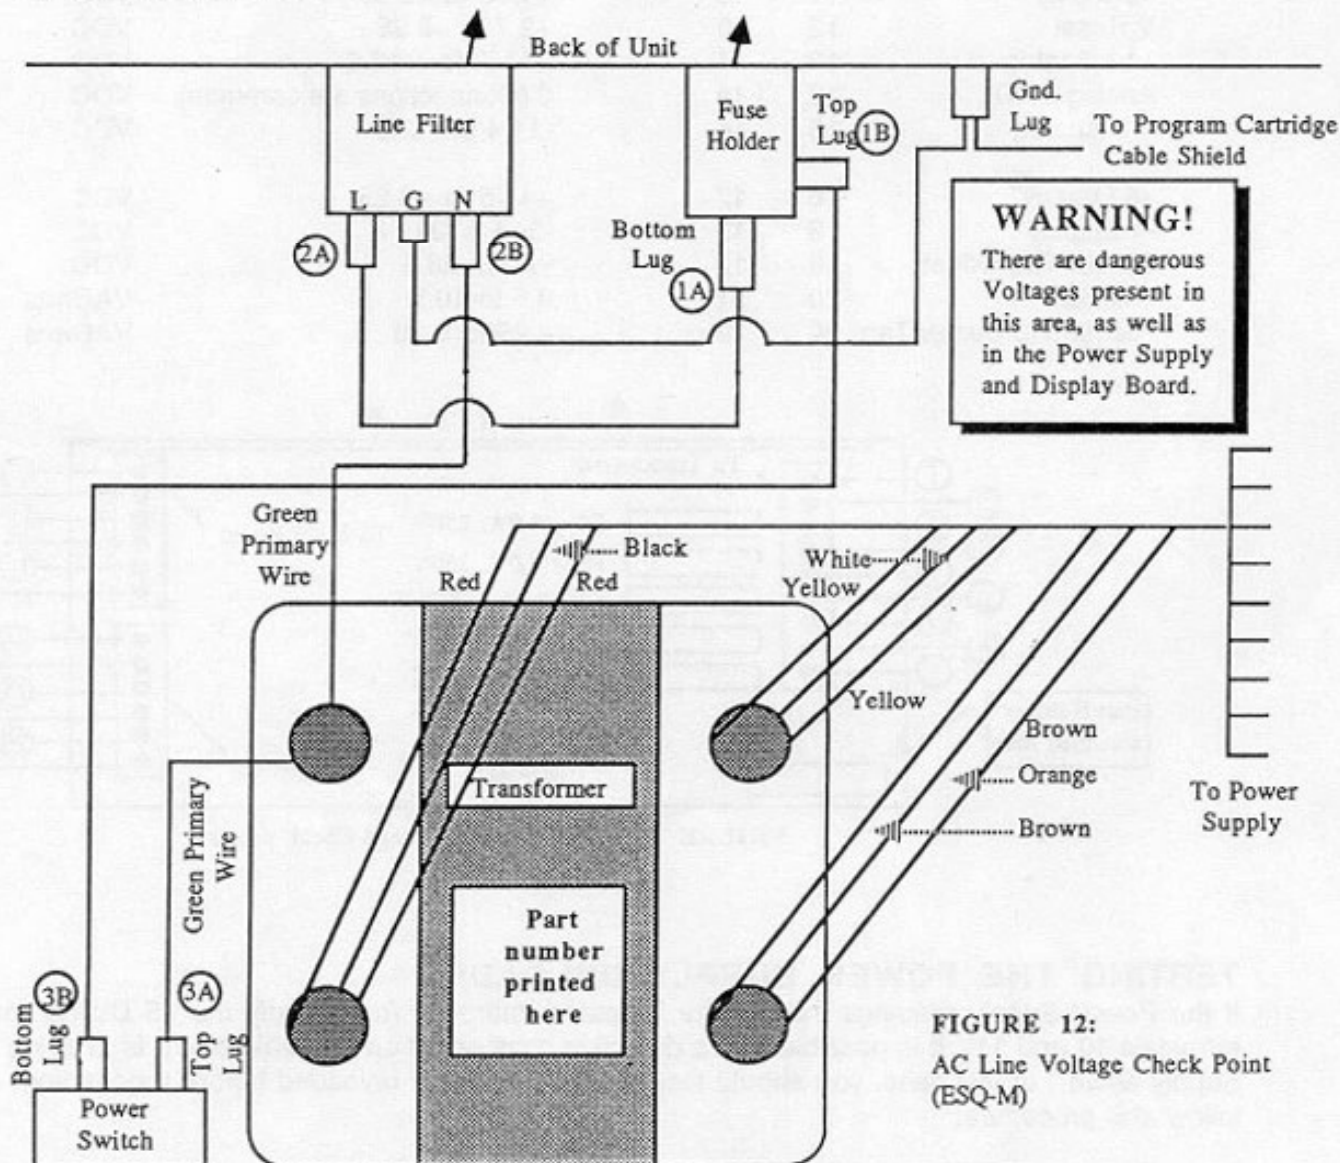 Back of Unit
Line Filter
L G N
2A
2B
Fuse
Holder
Top
Lug 1B
Bottom
Lug
1A
Gnd.
Lug
To Program Cartridge
Cable Shield
WARNING!
There are dangerous
Voltages present in
this area, as well as
in the Power Supply
and Display Board.
Green
Primary
Wire
Red
Black
Red
White
Yellow
Yellow
Brown
Orange
Brown
To Power
Supply
Transformer
Part
number
printed
here
Green Primary
Wire
Bottom
Lug 3B
3A
Top
Lug
Power
Switch
FIGURE 12:
AC Line Voltage Check Point
(ESQ-M)